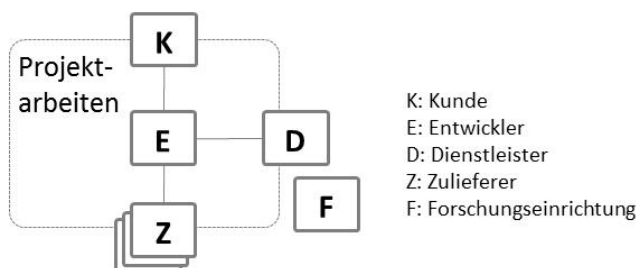 K
Projekt-
arbeiten
E
D
Z
F
K: Kunde
E: Entwickler
D: Dienstleister
Z: Zulieferer
F: Forschungseinrichtung